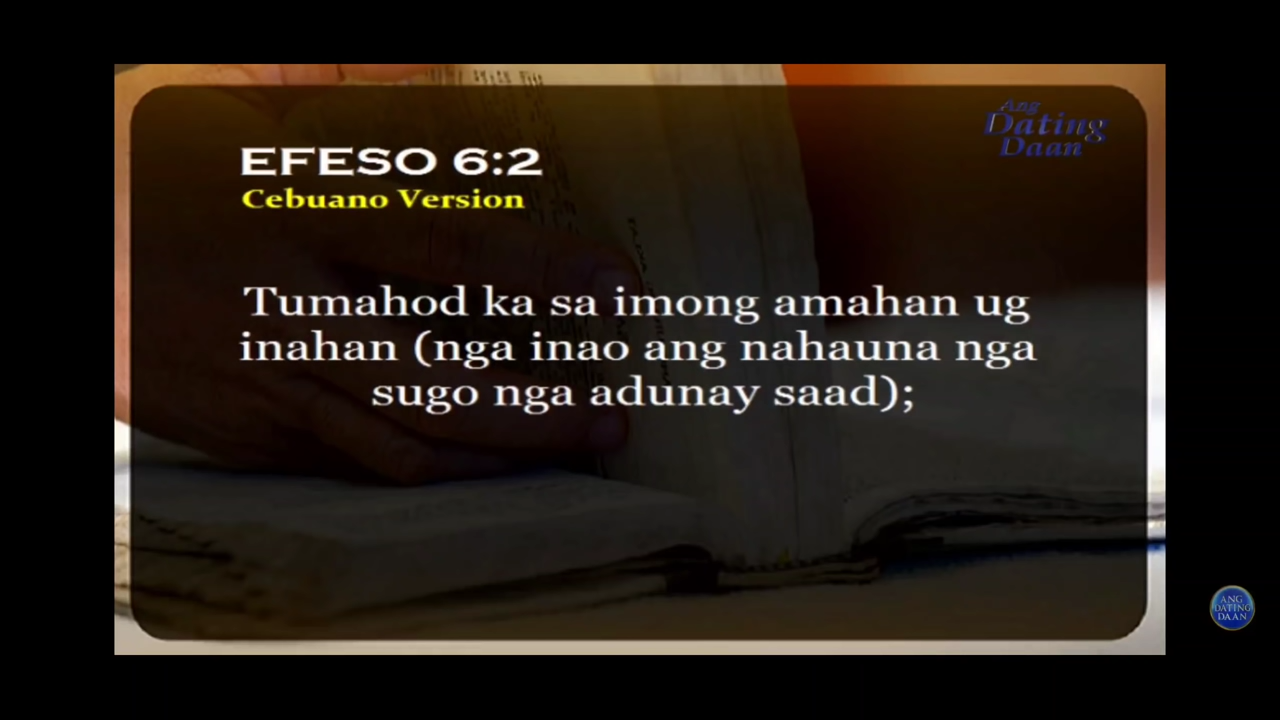 Ang
Dating
Daan
EFESO 6:2
Cebuano Version
Tumahod ka sa imong amahan ug
inahan (nga inao ang nahauna nga
sugo nga adunay saad);
ANG
DATING
DAAN